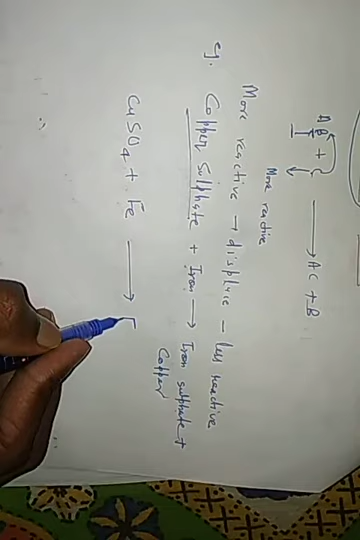 AB + C → AC + B
More reactive
More reactive → displace – less reactive
eg. Copper Sulphate + Iron → Iron sulphate +
Copper
CuSO4 + Fe →